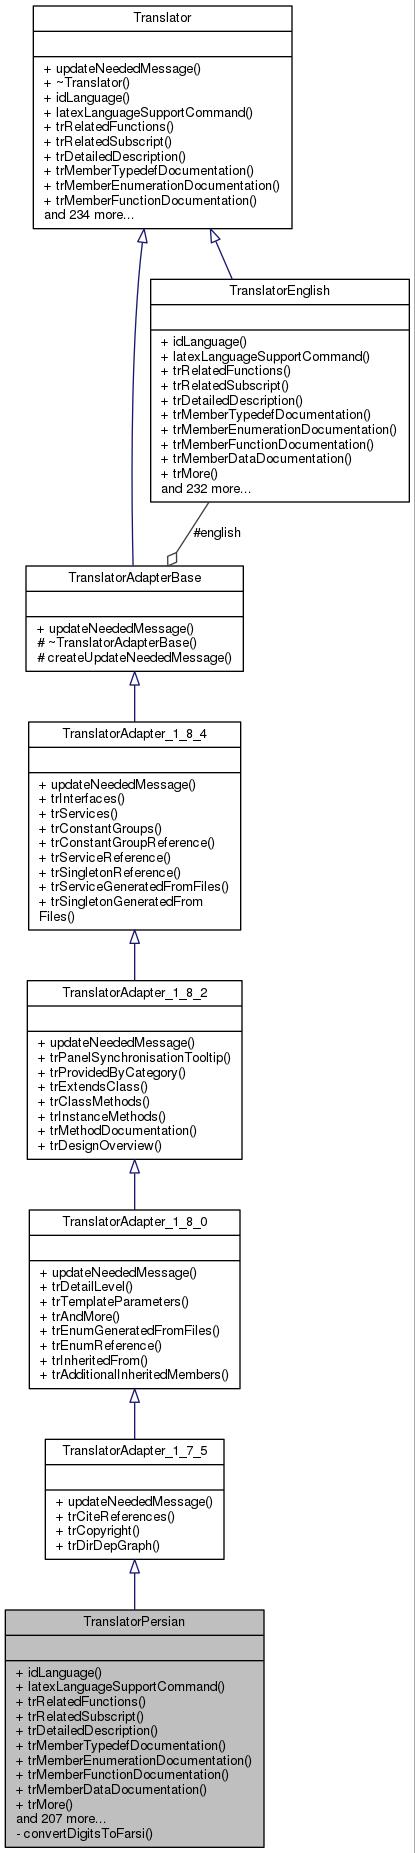 Translator
+ updateNeededMessage()
+ ~Translator()
+ idLanguage()
+ latexLanguageSupportCommand()
+ trRelatedFunctions()
+ trRelatedSubscript()
+ trDetailedDescription()
+ trMemberTypedefDocumentation()
+ trMemberEnumerationDocumentation()
+ trMemberFunctionDocumentation()
and 234 more...
TranslatorEnglish
+ idLanguage()
+ latexLanguageSupportCommand()
+ trRelatedFunctions()
+ trRelatedSubscript()
+ trDetailedDescription()
+ trMemberTypedefDocumentation()
+ trMemberEnumerationDocumentation()
+ trMemberFunctionDocumentation()
+ trMemberDataDocumentation()
+ trMore()
and 232 more...
#english
TranslatorAdapterBase
+ updateNeededMessage()
# ~TranslatorAdapterBase()
# createUpdateNeededMessage()
TranslatorAdapter_1_8_4
+ updateNeededMessage()
+ trInterfaces()
+ trServices()
+ trConstantGroups()
+ trConstantGroupReference()
+ trServiceReference()
+ trSingletonReference()
+ trServiceGeneratedFromFiles()
+ trSingletonGeneratedFrom
Files()
TranslatorAdapter_1_8_2
+ updateNeededMessage()
+ trPanelSynchronisationTooltip()
+ trProvidedByCategory()
+ trExtendsClass()
+ trClassMethods()
+ trInstanceMethods()
+ trMethodDocumentation()
+ trDesignOverview()
TranslatorAdapter_1_8_0
+ updateNeededMessage()
+ trDetailLevel()
+ trTemplateParameters()
+ trAndMore()
+ trEnumGeneratedFromFiles()
+ trEnumReference()
+ trInheritedFrom()
+ trAdditionalInheritedMembers()
TranslatorAdapter_1_7_5
+ updateNeededMessage()
+ trCiteReferences()
+ trCopyright()
+ trDirDepGraph()
TranslatorPersian
+ idLanguage()
+ latexLanguageSupportCommand()
+ trRelatedFunctions()
+ trRelatedSubscript()
+ trDetailedDescription()
+ trMemberTypedefDocumentation()
+ trMemberEnumerationDocumentation()
+ trMemberFunctionDocumentation()
+ trMemberDataDocumentation()
+ trMore()
and 207 more...
- convertDigitsToFarsi()